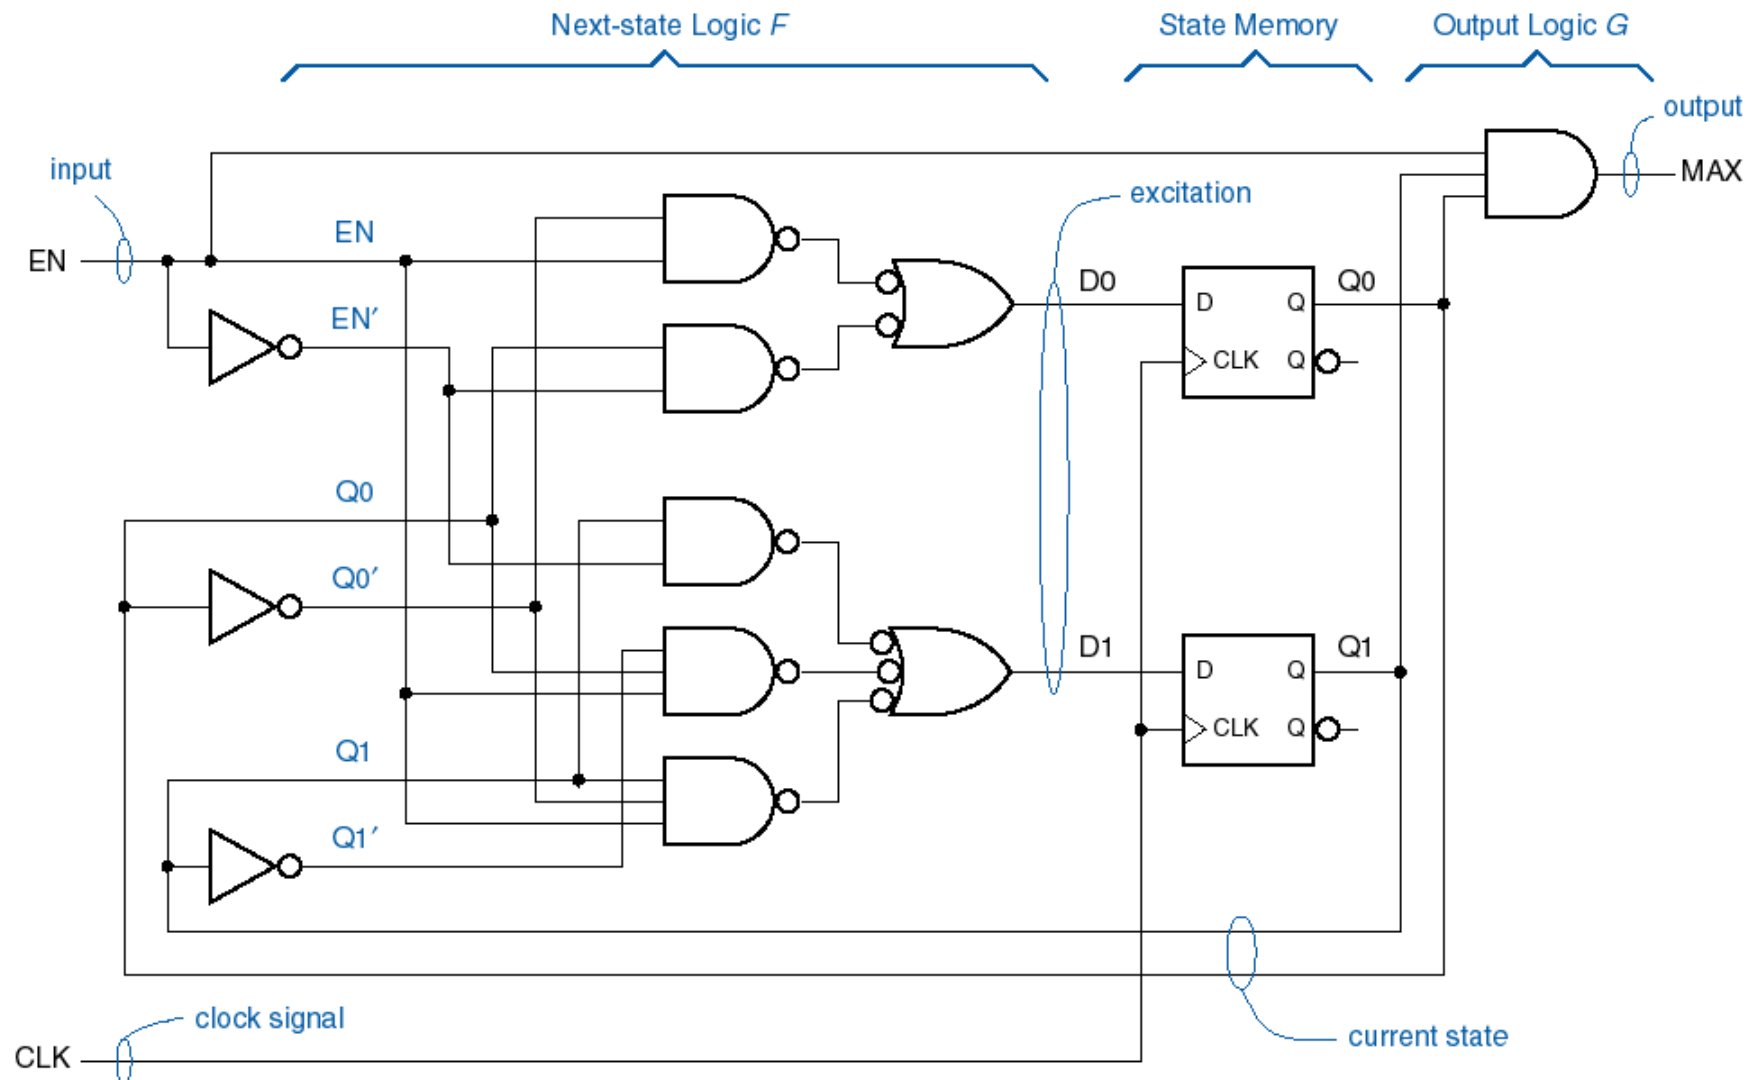 Next-state Logic F
State Memory
Output Logic G
output
input
MAX
excitation
EN
EN
D0
Q0
D
Q
EN′
CLK
Q
Q0
Q0′
D1
Q1
D
Q
CLK
Q
Q1
Q1′
clock signal
current state
CLK